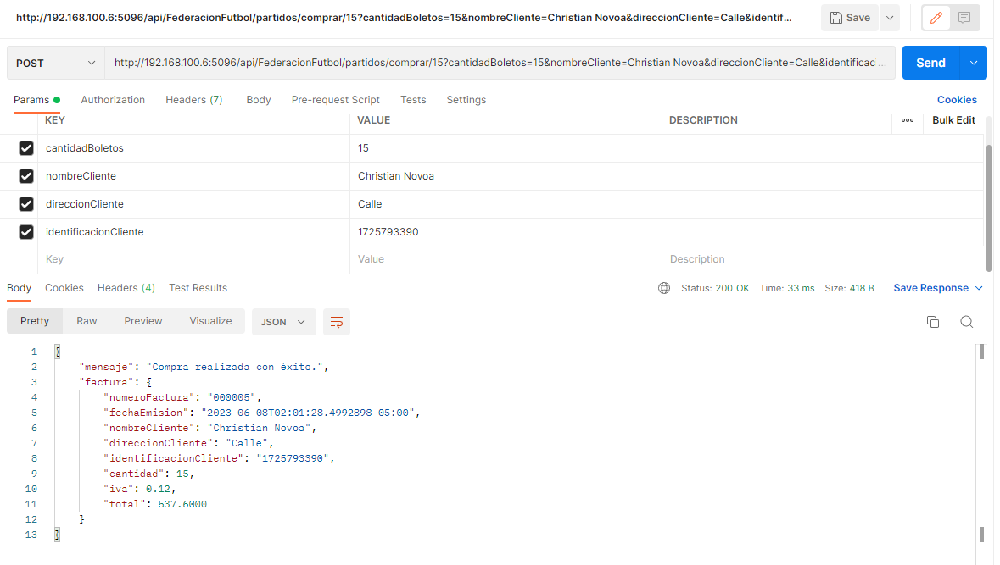 http://192.168.100.6:5096/api/FederacionFutbol/partidos/comprar/15?cantidadBoletos=15&nombreCliente=Christian Novoa&direccionCliente=Calle&identif... Save
POST http://192.168.100.6:5096/api/FederacionFutbol/partidos/comprar/15?cantidadBoletos=15&nombreCliente=Christian Novoa&direccionCliente=Calle&identificac ... Send
Params Authorization Headers (7) Body Pre-request Script Tests Settings Cookies
KEY VALUE DESCRIPTION ooo Bulk Edit
cantidadBoletos 15
nombreCliente Christian Novoa
direccionCliente Calle
identificacionCliente 1725793390
Key Value Description
Body Cookies Headers (4) Test Results Status: 200 OK Time: 33 ms Size: 418 B Save Response
Pretty Raw Preview Visualize JSON
1 {
2 "mensaje": "Compra realizada con éxito.",
3 "factura": {
4 "numeroFactura": "000005",
5 "fechaEmision": "2023-06-08T02:01:28.4992898-05:00",
6 "nombreCliente": "Christian Novoa",
7 "direccionCliente": "Calle",
8 "identificacionCliente": "1725793390",
9 "cantidad": 15,
10 "iva": 0.12,
11 "total": 537.6000
12 }
13 }